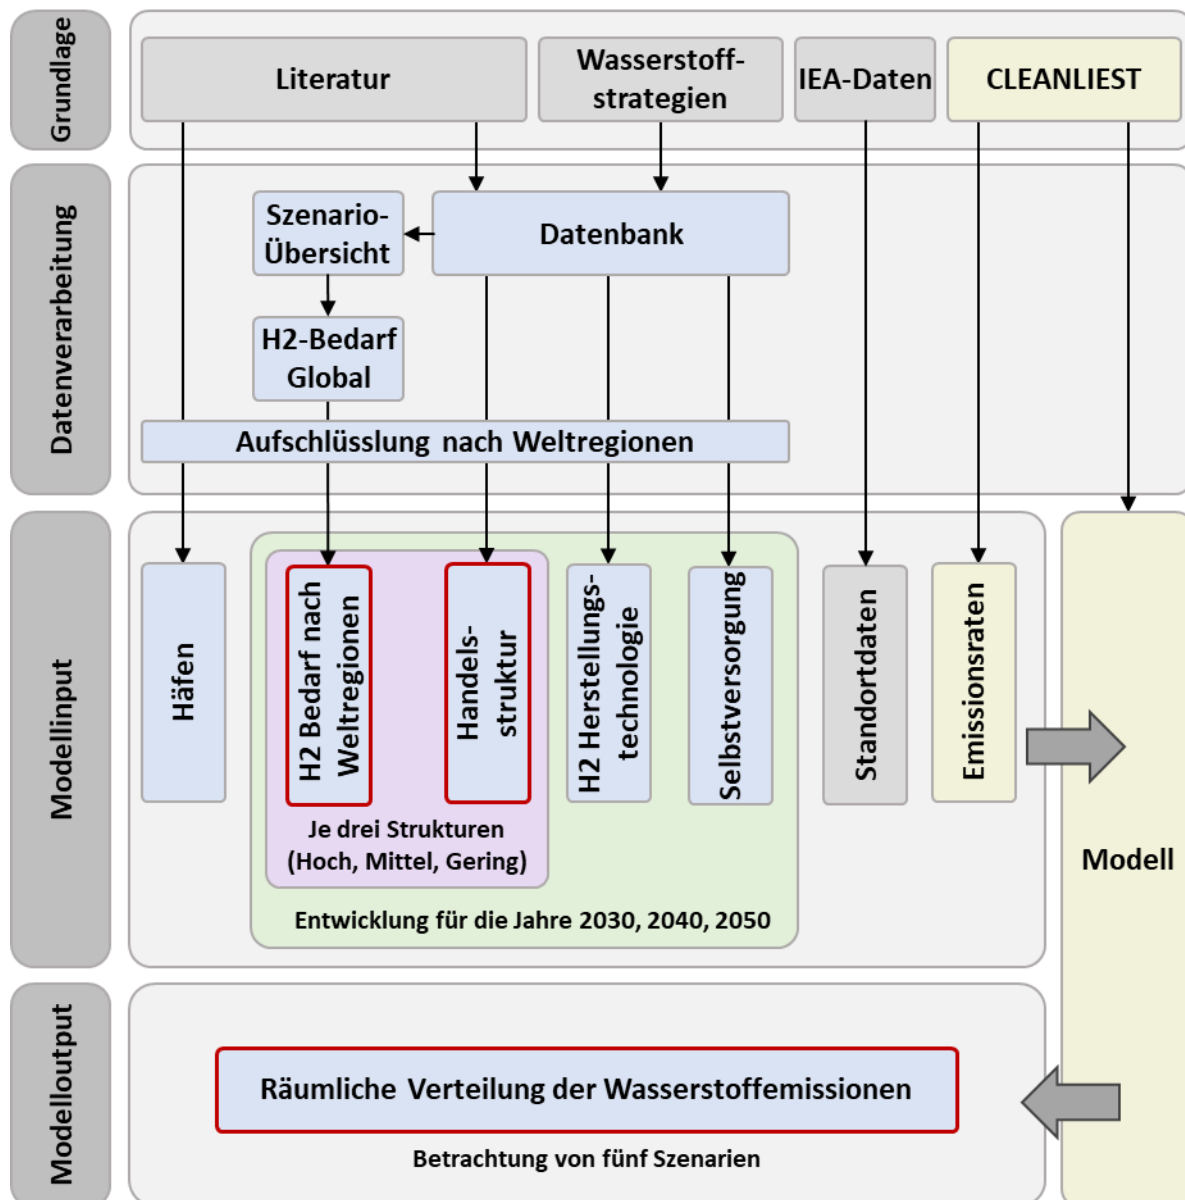 Grundlage
Literatur
Wasserstoff-
strategien
IEA-Daten
CLEANLIEST
Datenverarbeitung
Szenario-
Übersicht
Datenbank
H2-Bedarf
Global
Aufschlüsslung nach Weltregionen
Modellinput
Häfen
H2 Bedarf nach
Weltregionen
Handels-
struktur
H2 Herstellungs-
technologie
Selbstversorgung
Standortdaten
Emissionsraten
Je drei Strukturen
(Hoch, Mittel, Gering)
Entwicklung für die Jahre 2030, 2040, 2050
Modell
Modelloutput
Räumliche Verteilung der Wasserstoffemissionen
Betrachtung von fünf Szenarien